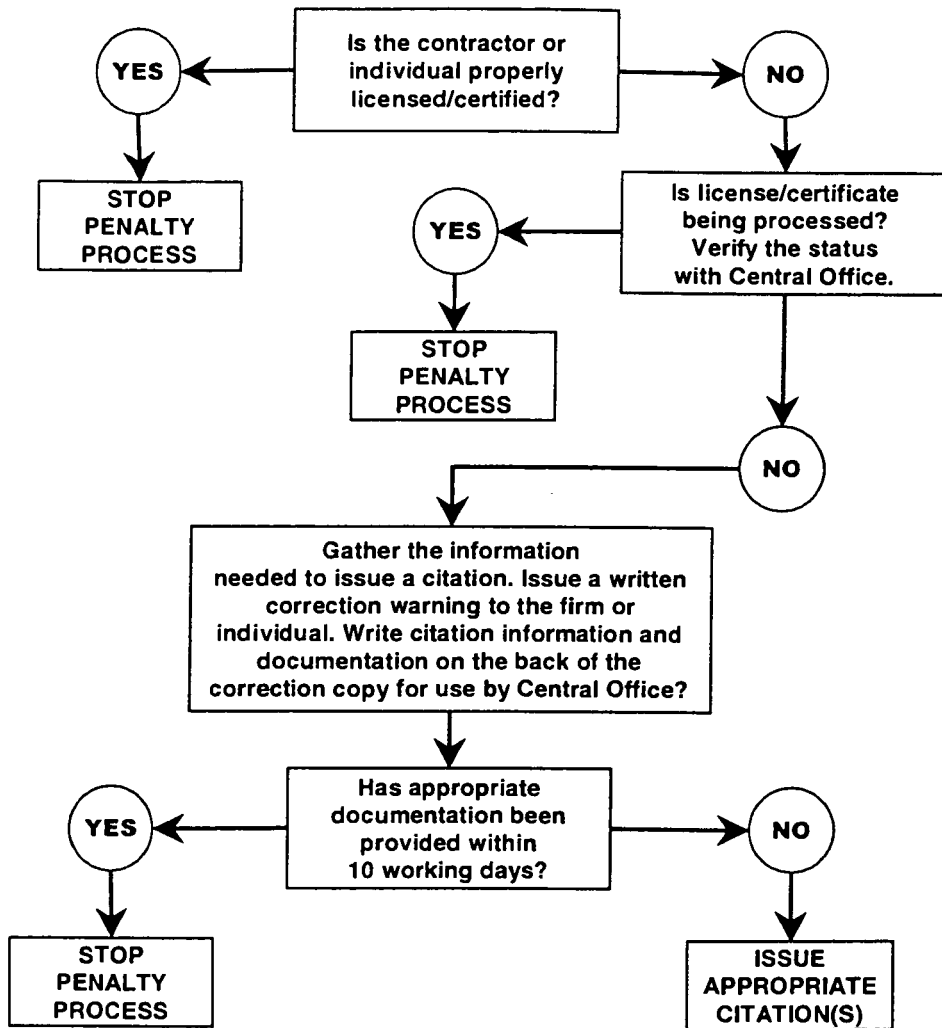 Is the contractor or
individual properly
licensed/certified?
YES
NO
STOP
PENALTY
PROCESS
Is license/certificate
being processed?
Verify the status
with Central Office.
YES
STOP
PENALTY
PROCESS
NO
Gather the information
needed to issue a citation. Issue a written
correction warning to the firm or
individual. Write citation information and
documentation on the back of the
correction copy for use by Central Office?
Has appropriate
documentation been
provided within
10 working days?
YES
NO
STOP
PENALTY
PROCESS
ISSUE
APPROPRIATE
CITATION(S)